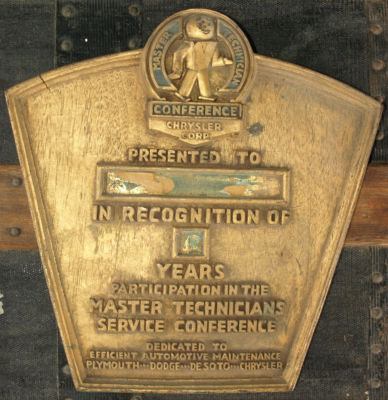 MASTER TECHNICIAN
CONFERENCE
CHRYSLER
CORP.
PRESENTED TO
IN RECOGNITION OF
YEARS
PARTICIPATION IN THE
MASTER TECHNICIANS
SERVICE CONFERENCE
DEDICATED TO
EFFICIENT AUTOMOTIVE MAINTENANCE
PLYMOUTH···DODGE···DE SOTO···CHRYSLER